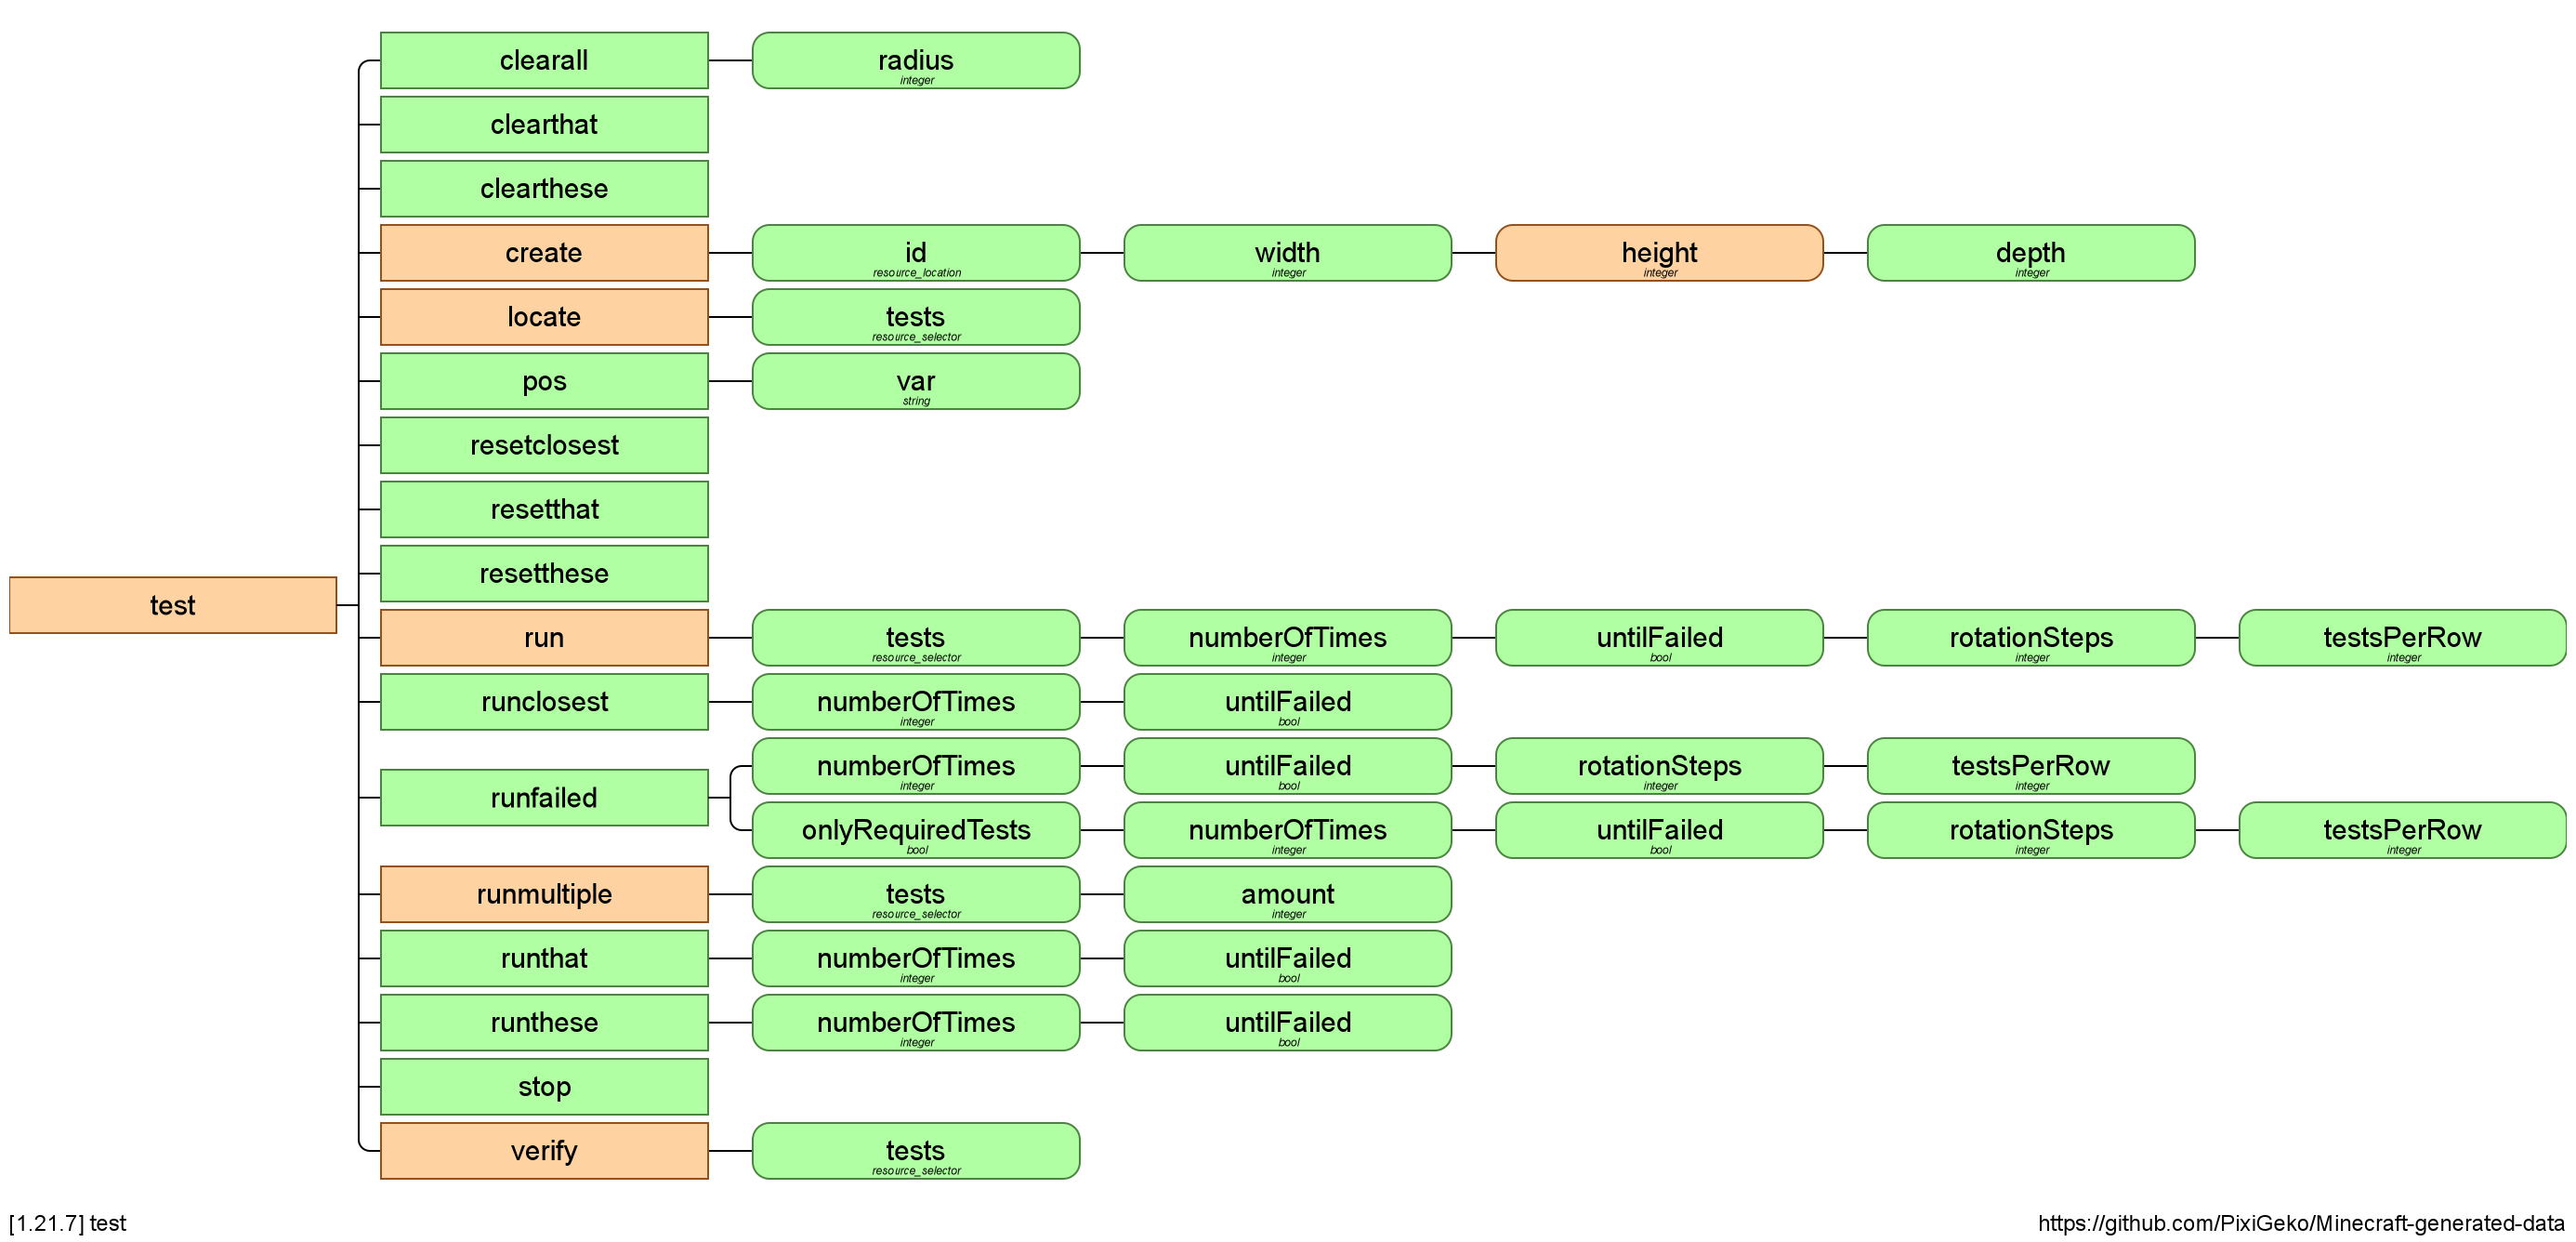 clearall
radius
integer
clearthat
clearthese
create
id
resource_location
width
integer
height
integer
depth
integer
locate
tests
resource_selector
pos
var
string
resetclosest
resetthat
resetthese
test
run
tests
resource_selector
numberOfTimes
integer
untilFailed
bool
rotationSteps
integer
testsPerRow
integer
runclosest
numberOfTimes
integer
untilFailed
bool
runfailed
numberOfTimes
integer
untilFailed
bool
rotationSteps
integer
testsPerRow
integer
onlyRequiredTests
bool
numberOfTimes
integer
untilFailed
bool
rotationSteps
integer
testsPerRow
integer
runmultiple
tests
resource_selector
amount
integer
runthat
numberOfTimes
integer
untilFailed
bool
runthese
numberOfTimes
integer
untilFailed
bool
stop
verify
tests
resource_selector
[1.21.7] test
https://github.com/PixiGeko/Minecraft-generated-data